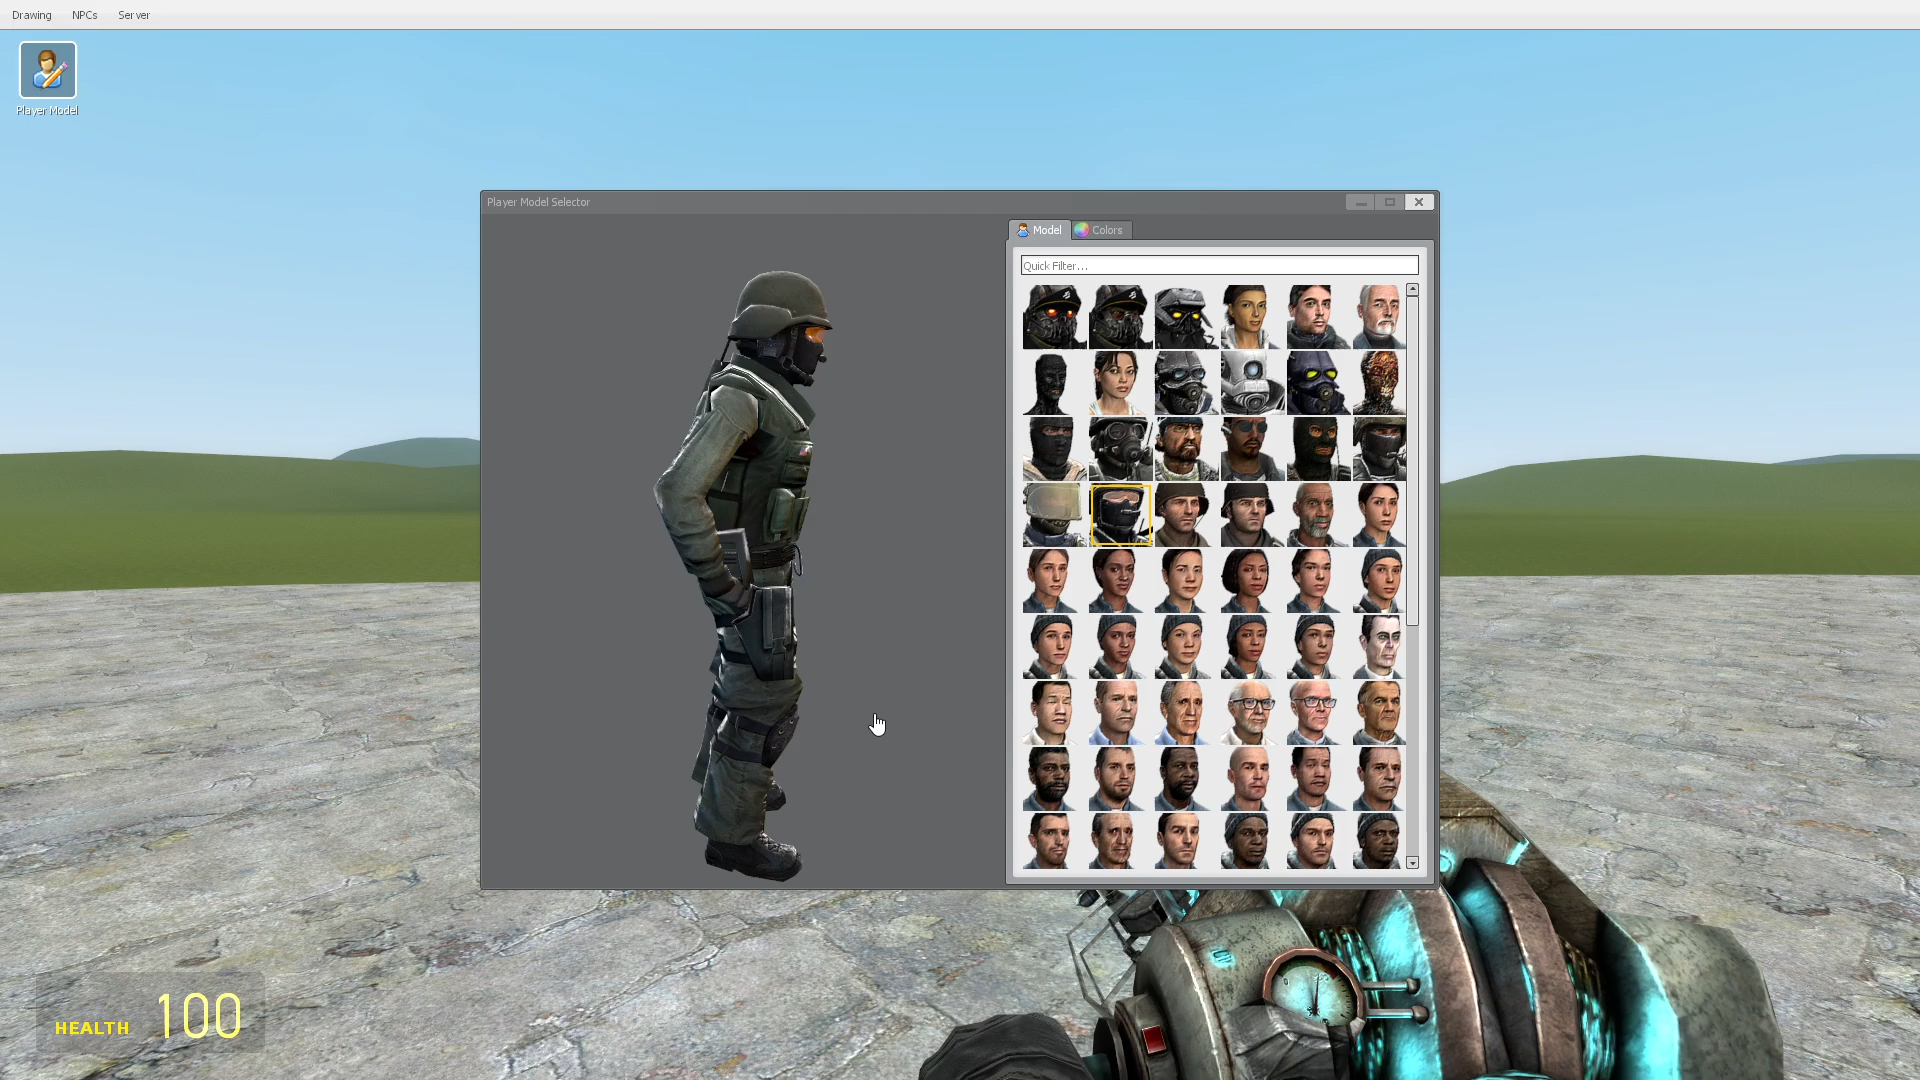 Drawing NPCs Server
Player Model
Player Model Selector
Model Colors
Quick Filter...
HEALTH 100